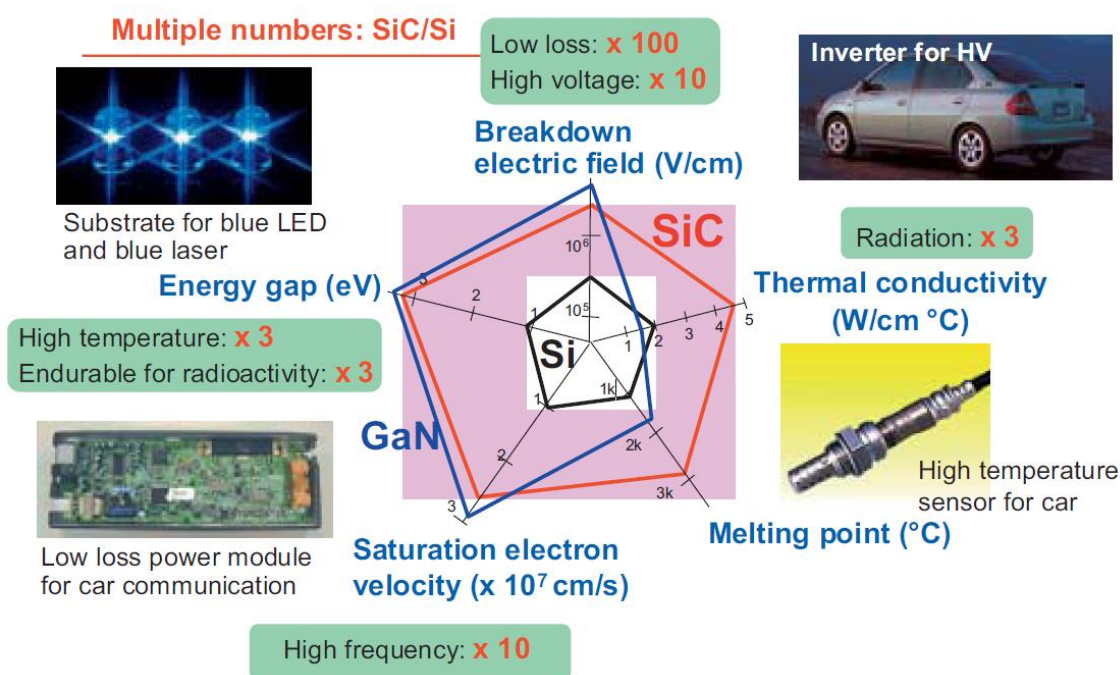 Multiple numbers: SiC/Si
Low loss: x 100
High voltage: x 10
Inverter for HV
Breakdown
electric field (V/cm)
Substrate for blue LED
and blue laser
SiC
Radiation: x 3
10⁶
Energy gap (eV)
3
2
1
10⁵
Thermal conductivity
(W/cm °C)
1
2
3
4
5
High temperature: x 3
Endurable for radioactivity: x 3
Si
1
1k
GaN
2
2k
3
3k
High temperature
sensor for car
Melting point (°C)
Low loss power module
for car communication
Saturation electron
velocity (x 10⁷ cm/s)
High frequency: x 10